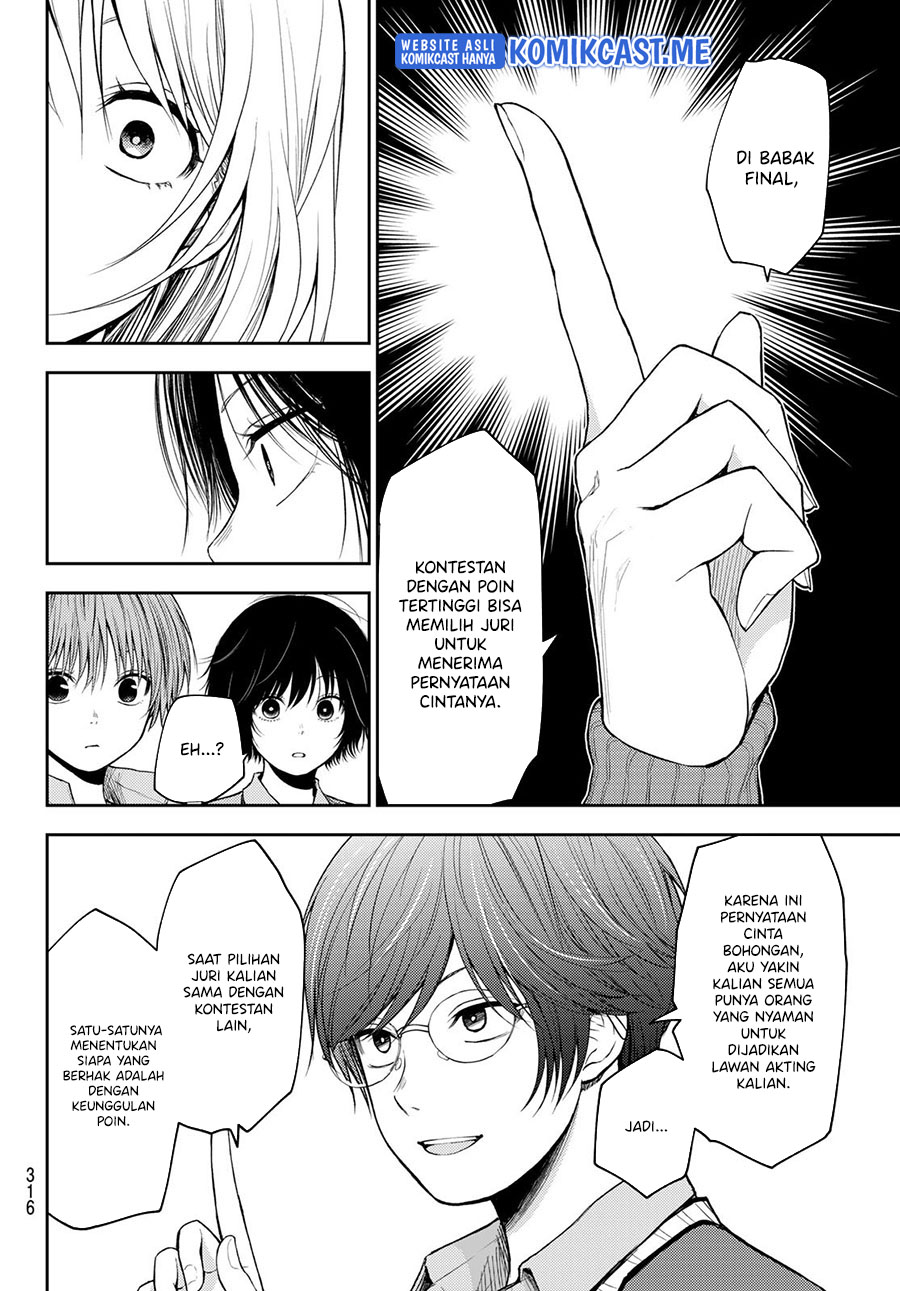 WEBSITE ASLI
KOMIKCAST HANYA
KOMIKCAST.ME
DI BABAK
FINAL,
KONTESTAN
DENGAN POIN
TERTINGGI BISA
MEMILIH JURI
UNTUK
MENERIMA
PERNYATAAN
CINTANYA.
EH...?
KARENA INI
PERNYATAAN
CINTA
BOHONGAN,
AKU YAKIN
KALIAN SEMUA
PUNYA ORANG
YANG NYAMAN
UNTUK
DIJADIKAN
LAWAN AKTING
KALIAN.
JADI...
SAAT PILIHAN
JURI KALIAN
SAMA DENGAN
KONTESTAN
LAIN,
SATU-SATUNYA
MENENTUKAN
SIAPA YANG
BERHAK ADALAH
DENGAN
KEUNGGULAN
POIN.
316